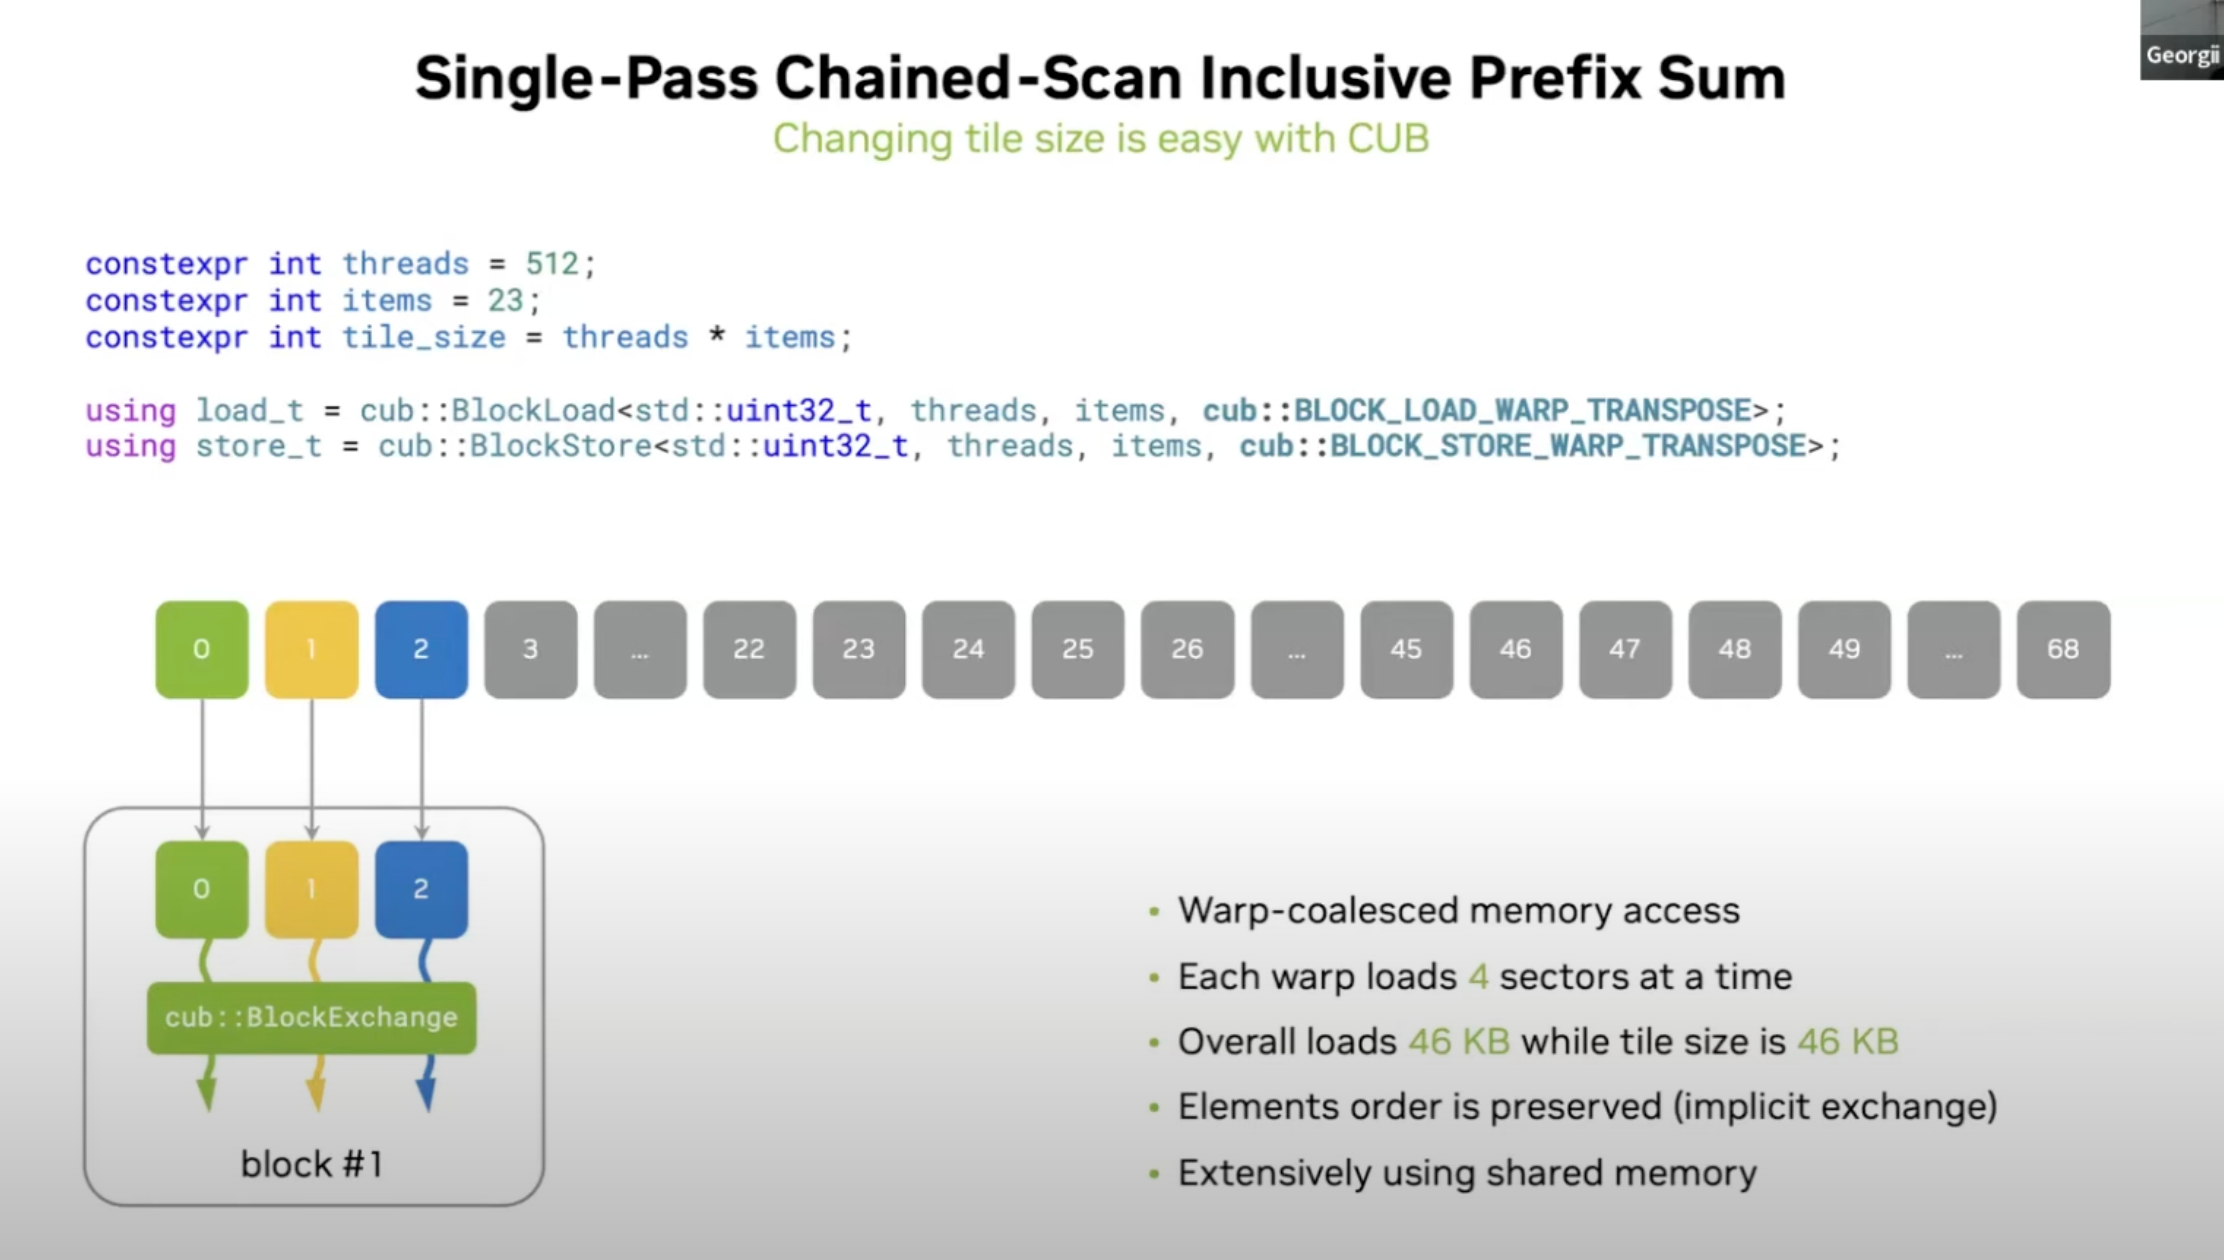 Georgii
Single-Pass Chained-Scan Inclusive Prefix Sum
Changing tile size is easy with CUB
constexpr int threads = 512;
constexpr int items = 23;
constexpr int tile_size = threads * items;
using load_t = cub::BlockLoad<std::uint32_t, threads, items, cub::BLOCK_LOAD_WARP_TRANSPOSE>;
using store_t = cub::BlockStore<std::uint32_t, threads, items, cub::BLOCK_STORE_WARP_TRANSPOSE>;
0 1 2 3 ... 22 23 24 25 26 ... 45 46 47 48 49 ... 68
0 1 2
cub::BlockExchange
block #1
• Warp-coalesced memory access
• Each warp loads 4 sectors at a time
• Overall loads 46 KB while tile size is 46 KB
• Elements order is preserved (implicit exchange)
• Extensively using shared memory